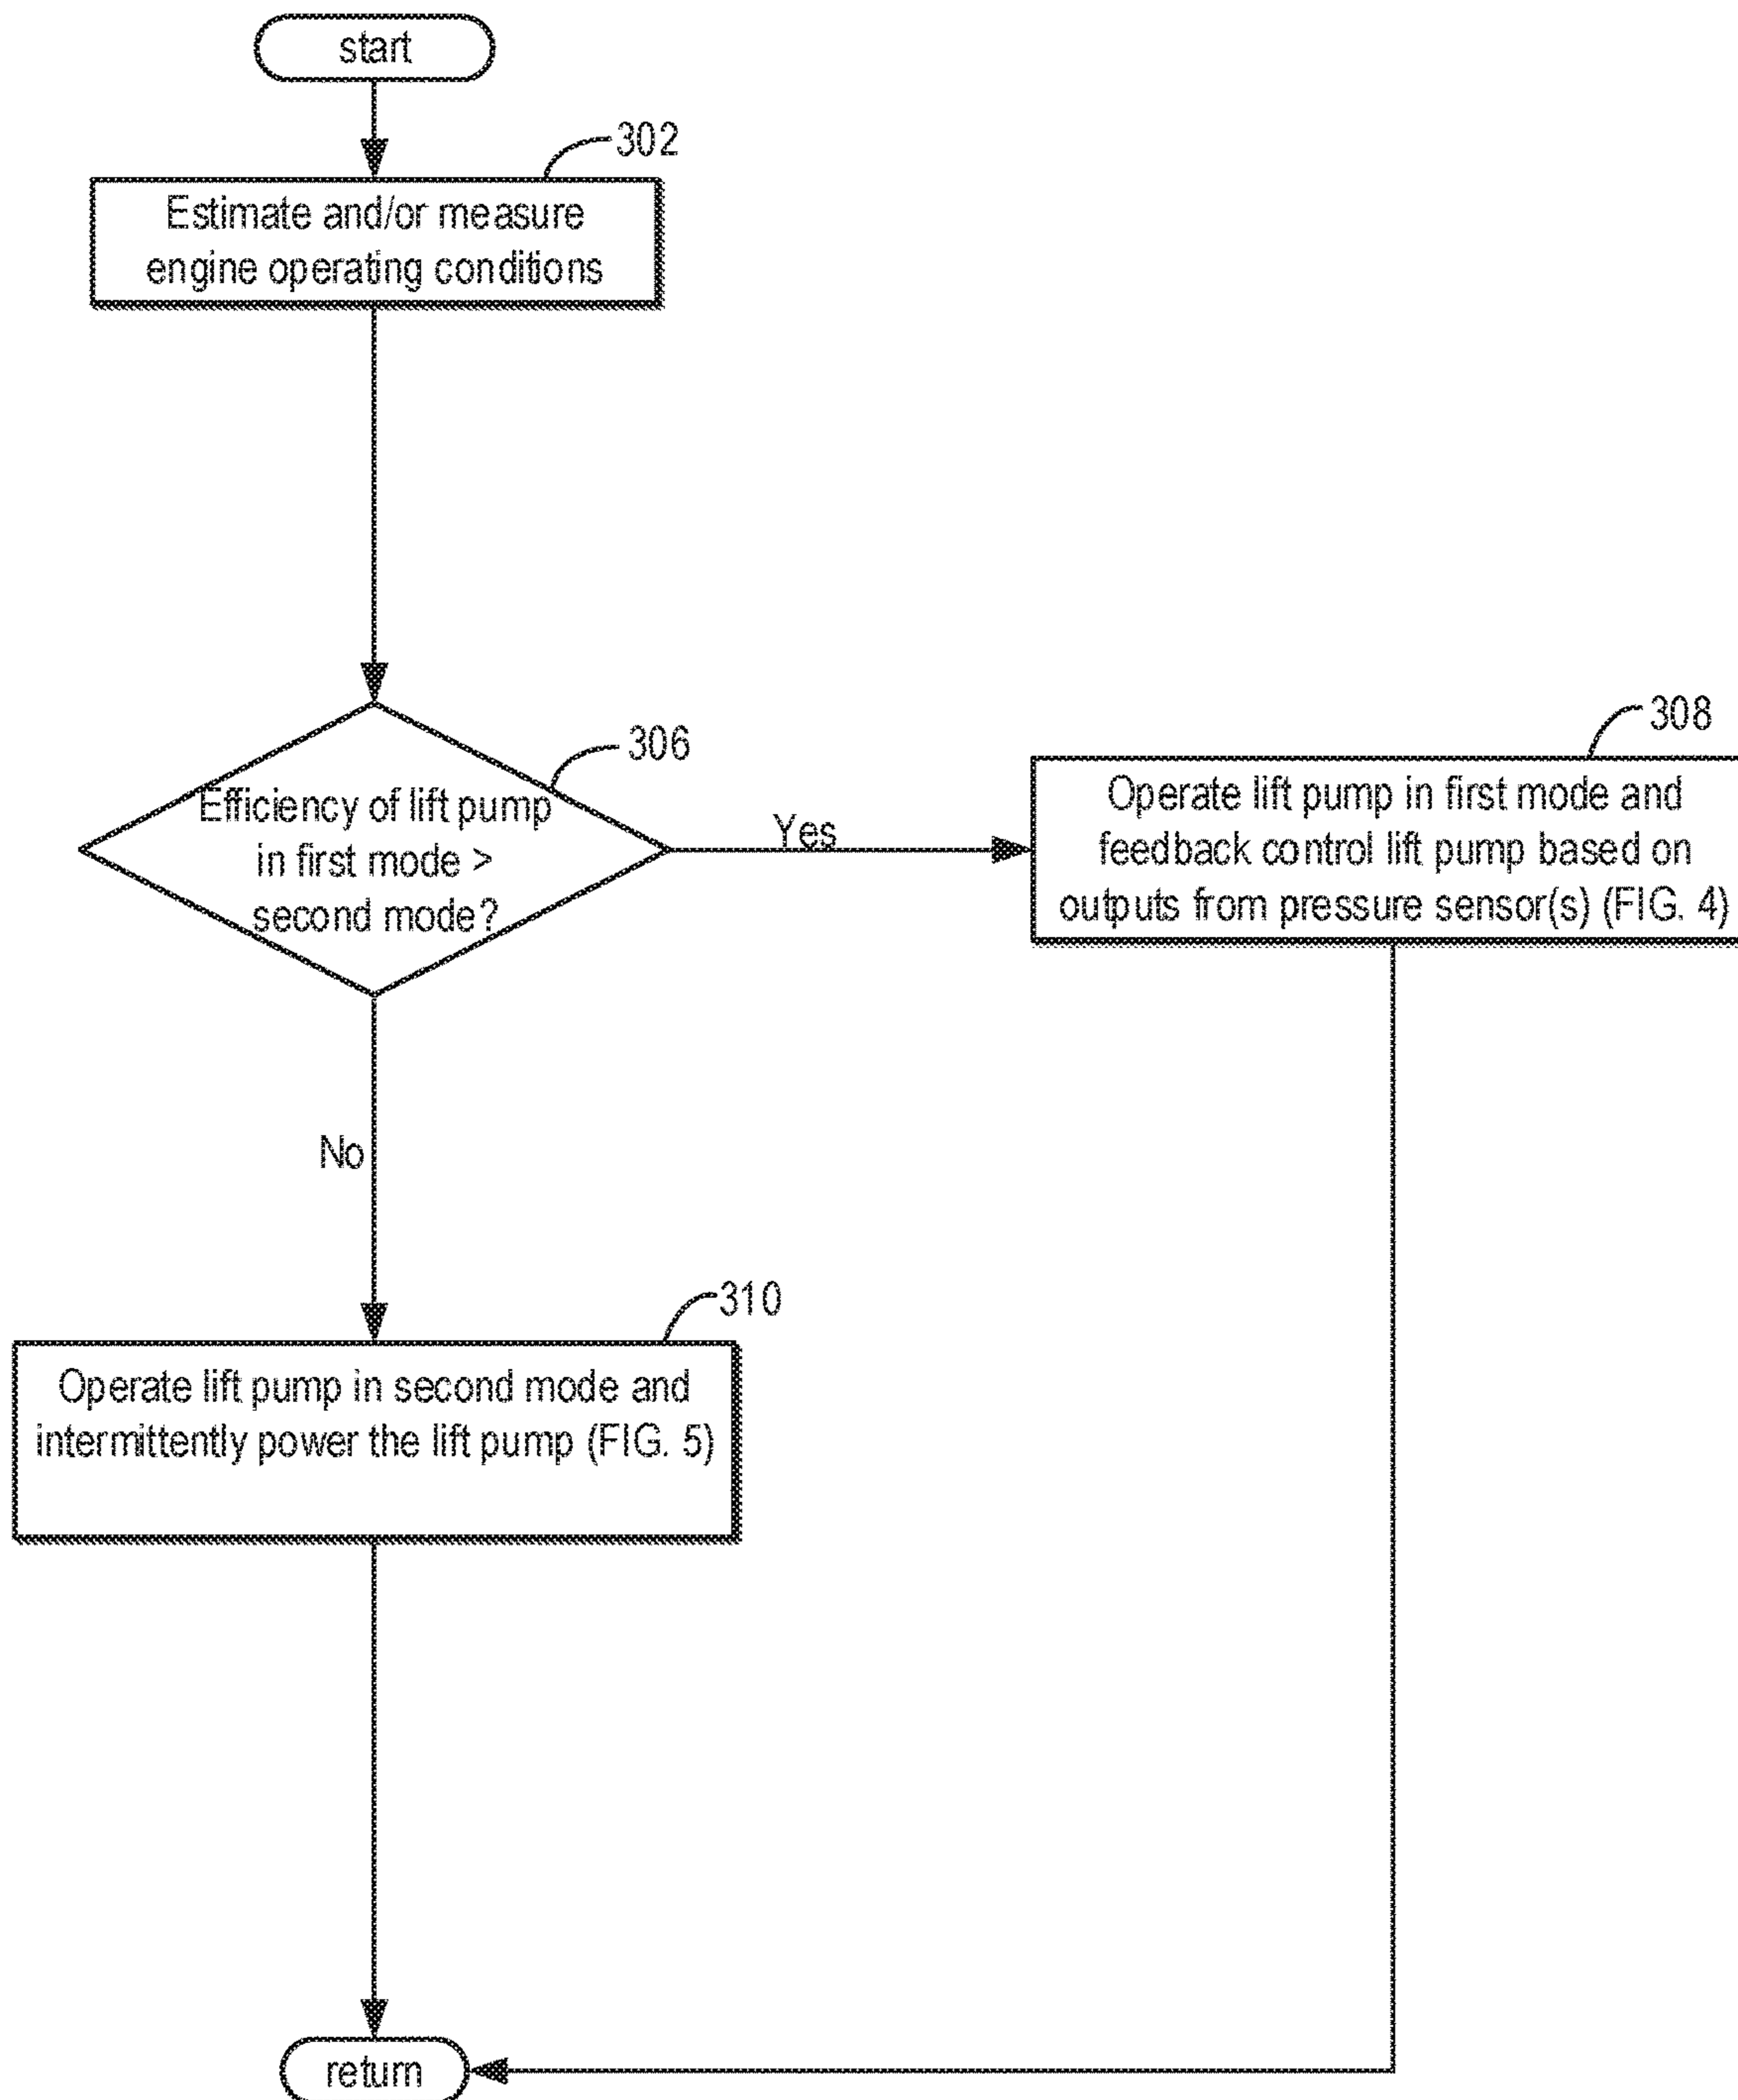 start
302
Estimate and/or measure
engine operating conditions
306
Efficiency of lift pump
in first mode >
second mode?
Yes
308
Operate lift pump in first mode and
feedback control lift pump based on
outputs from pressure sensor(s) (FIG. 4)
No
310
Operate lift pump in second mode and
intermittently power the lift pump (FIG. 5)
return